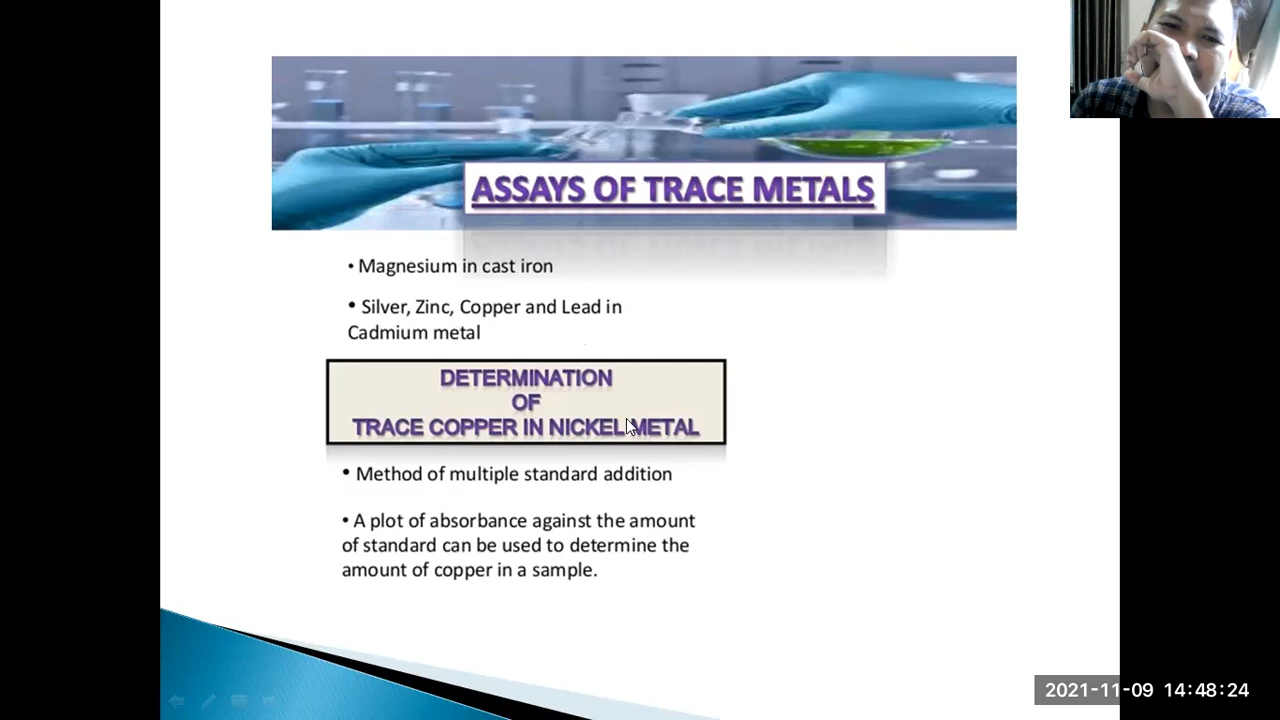 ASSAYS OF TRACE METALS
• Magnesium in cast iron
• Silver, Zinc, Copper and Lead in
Cadmium metal
DETERMINATION
OF
TRACE COPPER IN NICKEL METAL
• Method of multiple standard addition
• A plot of absorbance against the amount
of standard can be used to determine the
amount of copper in a sample.
2021-11-09 14:48:24